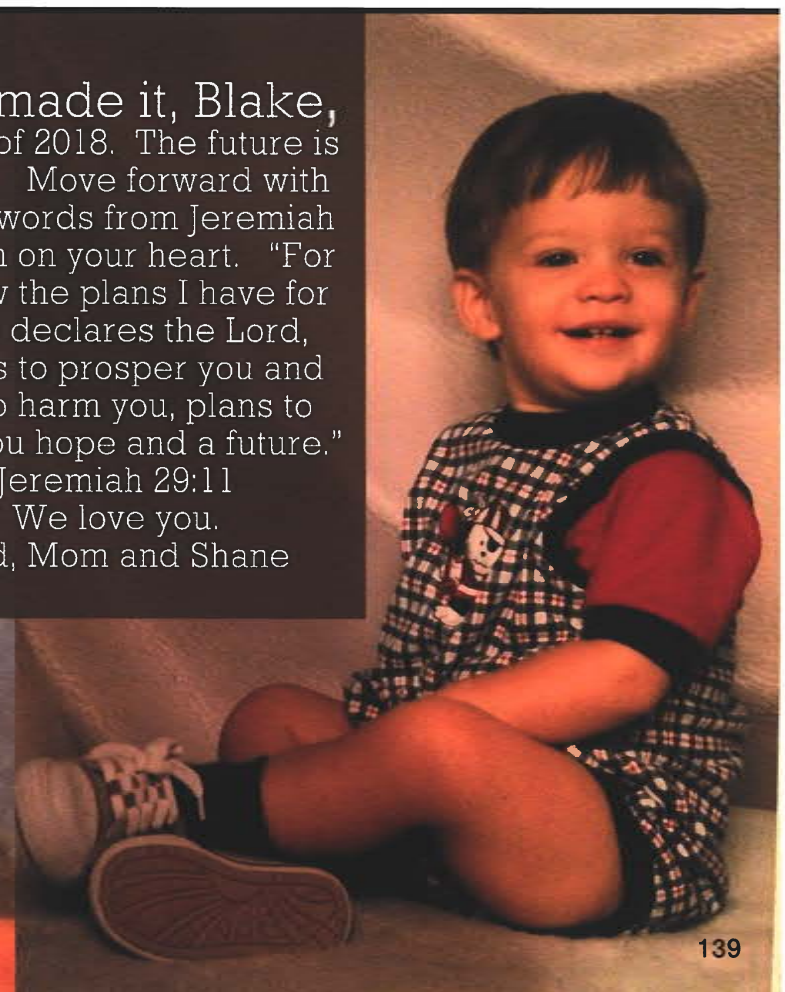 made it, Blake,
of 2018. The future is
Move forward with
words from Jeremiah
n on your heart. "For
w the plans I have for
declares the Lord,
s to prosper you and
o harm you, plans to
ou hope and a future."
Jeremiah 29:11
We love you.
d, Mom and Shane
139